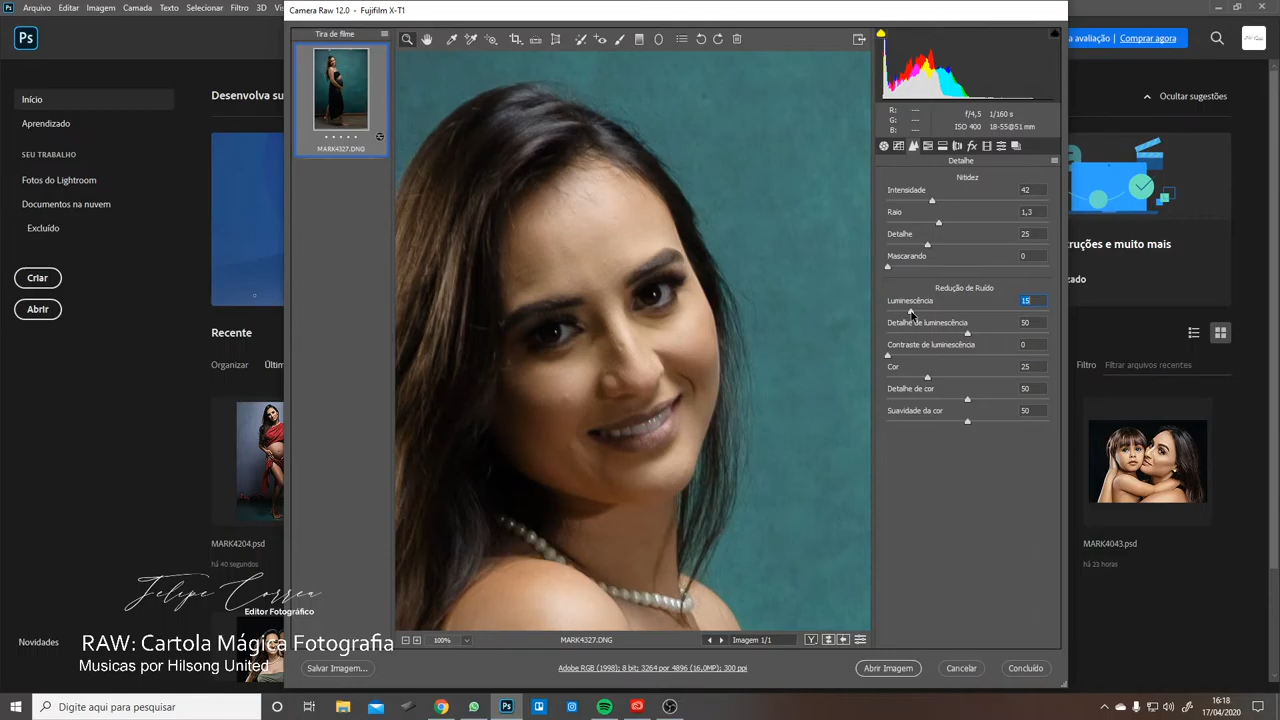 Camera Raw 12.0 - Fujifilm X-T1
Ps
Arquivo Editar Imagem Camada Texto Selecionar Filtro 3D
Ps
Início
Aprendizado
SEU TRABALHO
Fotos do Lightroom
Documentos na nuvem
Excluído
Criar
Abrir
Novidades
Desenvolva su
Recente
Organizar
MARK4204.psd
há 40 segundos
Tira de filme
MARK4327.DNG
100%
MARK4327.DNG
Imagem 1/1
Y
Salvar Imagem...
Adobe RGB (1998); 8 bit; 3264 por 4896 (16,0MP); 300 ppi
Abrir Imagem
Cancelar
Concluído
R: ---
G: ---
B: ---
f/4,5 1/160 s
ISO 400 18-55@51 mm
fx
Detalhe
Nitidez
Intensidade 42
Raio 1,3
Detalhe 25
Mascarando 0
Redução de Ruído
Luminescência 15
Detalhe de luminescência 50
Contraste de luminescência 0
Cor 25
Detalhe de cor 50
Suavidade da cor 50
a avaliação
Comprar agora
Ocultar sugestões
truções e muito mais
Filtro
Filtrar arquivos recentes
MARK4043.psd
há 23 horas
Felipe Correa
Editor Fotográfico
RAW: Cartola Mágica Fotografia
Musicas por Hilsong United
Digite aqui para pesquisar
16:18
17/04/2020